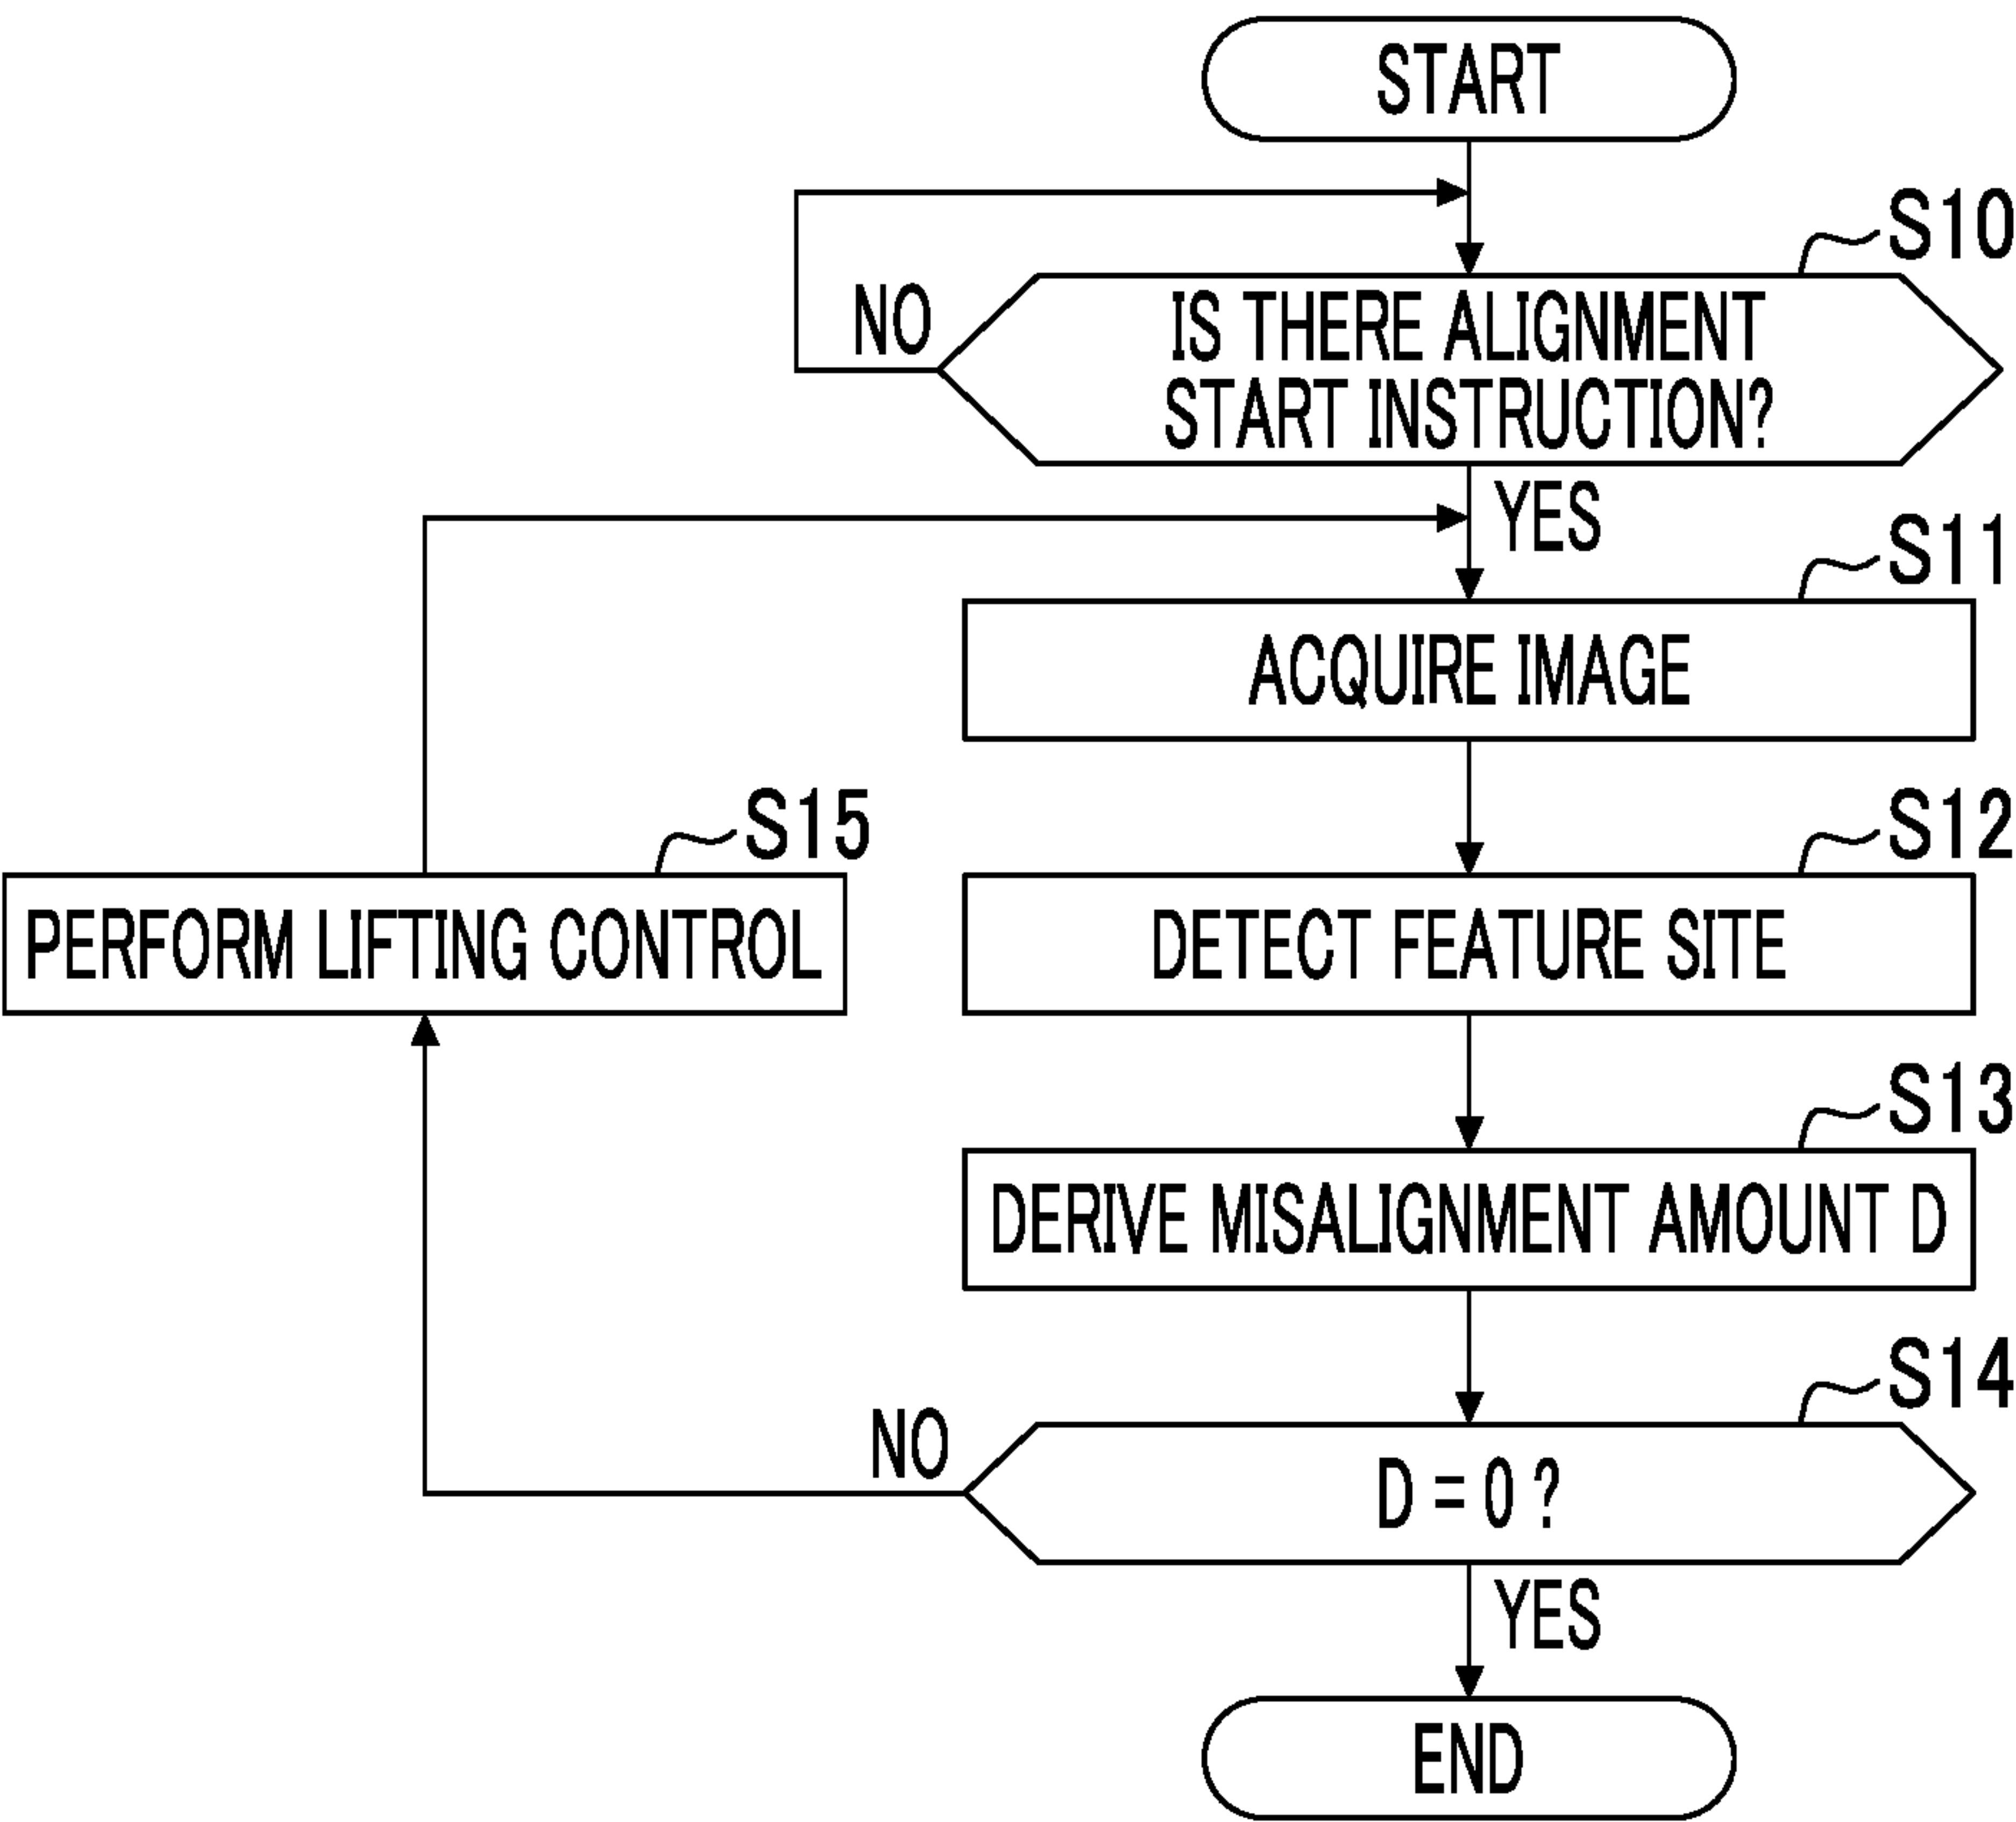 START
S10
NO
IS THERE ALIGNMENT
START INSTRUCTION?
YES
S11
ACQUIRE IMAGE
S15
S12
PERFORM LIFTING CONTROL
DETECT FEATURE SITE
S13
DERIVE MISALIGNMENT AMOUNT D
S14
NO
D = 0 ?
YES
END